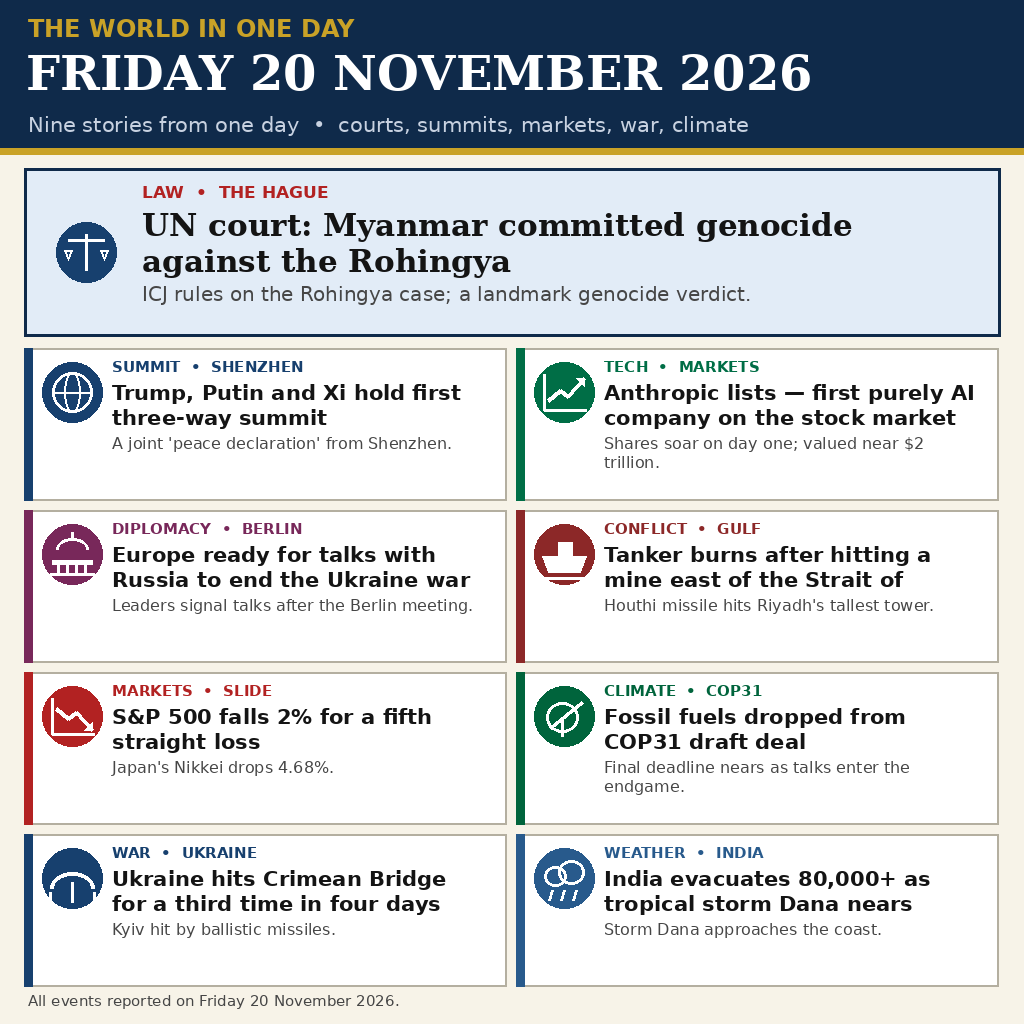 THE WORLD IN ONE DAY
FRIDAY 20 NOVEMBER 2026
Nine stories from one day • courts, summits, markets, war, climate
LAW • THE HAGUE
UN court: Myanmar committed genocide
against the Rohingya
ICJ rules on the Rohingya case; a landmark genocide verdict.
SUMMIT • SHENZHEN
Trump, Putin and Xi hold first
three-way summit
A joint 'peace declaration' from Shenzhen.
TECH • MARKETS
Anthropic lists — first purely AI
company on the stock market
Shares soar on day one; valued near $2
trillion.
DIPLOMACY • BERLIN
Europe ready for talks with
Russia to end the Ukraine war
Leaders signal talks after the Berlin meeting.
CONFLICT • GULF
Tanker burns after hitting a
mine east of the Strait of
Houthi missile hits Riyadh's tallest tower.
MARKETS • SLIDE
S&P 500 falls 2% for a fifth
straight loss
Japan's Nikkei drops 4.68%.
CLIMATE • COP31
Fossil fuels dropped from
COP31 draft deal
Final deadline nears as talks enter the
endgame.
WAR • UKRAINE
Ukraine hits Crimean Bridge
for a third time in four days
Kyiv hit by ballistic missiles.
WEATHER • INDIA
India evacuates 80,000+ as
tropical storm Dana nears
Storm Dana approaches the coast.
All events reported on Friday 20 November 2026.